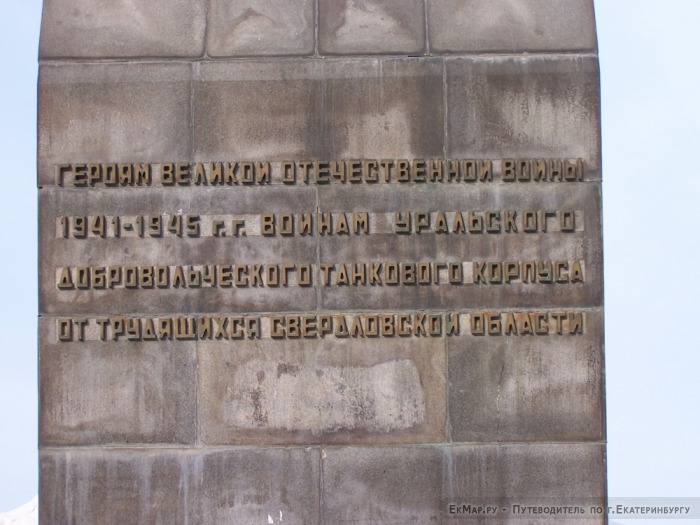 ГЕРОЯМ ВЕЛИКОЙ ОТЕЧЕСТВЕННОЙ ВОЙНЫ
1941-1945 г.г. ВОИНАМ УРАЛЬСКОГО
ДОБРОВОЛЬЧЕСКОГО ТАНКОВОГО КОРПУСА
ОТ ТРУДЯЩИХСЯ СВЕРДЛОВСКОЙ ОБЛАСТИ
ЕкМар.ру - Путеводитель по г.Екатеринбургу